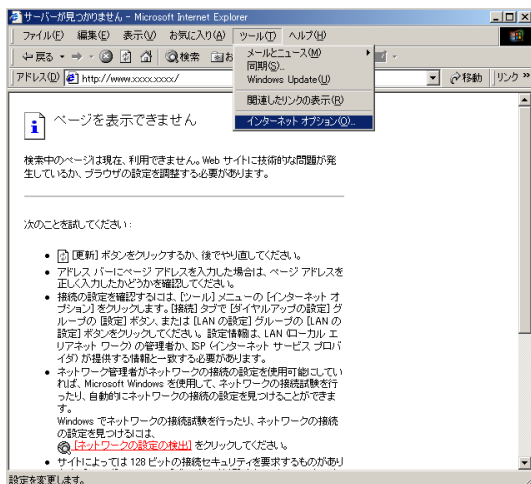 サーバーが見つかりません - Microsoft Internet Explorer
ファイル(F) 編集(E) 表示(V) お気に入り(A) ツール(T) ヘルプ(H)
戻る 検索
メールとニュース(M)
同期(S)...
Windows Update(U)
関連したリンクの表示(R)
インターネット オプション(O)...
アドレス(D) http://www.xxxx.xxxx/ 移動 リンク »
ページを表示できません
検索中のページは現在、利用できません。Web サイトに技術的な問題が発
生しているか、ブラウザの設定を調整する必要があります。
次のことを試してください:
[更新] ボタンをクリックするか、後でやり直してください。
アドレス バーにページ アドレスを入力した場合は、ページ アドレスを
正しく入力したかどうかを確認してください。
接続の設定を確認するには、[ツール] メニューの [インターネット オ
プション] をクリックします。[接続] タブで [ダイヤルアップの設定] グ
ループの [設定] ボタン、または [LAN の設定] グループの [LAN の
設定] ボタンをクリックしてください。設定情報は、LAN (ローカル エ
リアネット ワーク) の管理者か、ISP (インターネット サービス プロバ
イダ) が提供する情報と一致する必要があります。
ネットワーク管理者がネットワークの接続の設定を使用可能にしてい
れば、Microsoft Windows を使用して、ネットワークの接続試験を行
ったり、自動的にネットワークの接続の設定を見つけることができま
す。
Windows でネットワークの接続試験を行ったり、ネットワークの接続
の設定を見つけるには、
[ネットワークの設定の検出] をクリックしてください。
サイトによっては 128 ビットの接続セキュリティを要求するものがあり
設定を変更します。